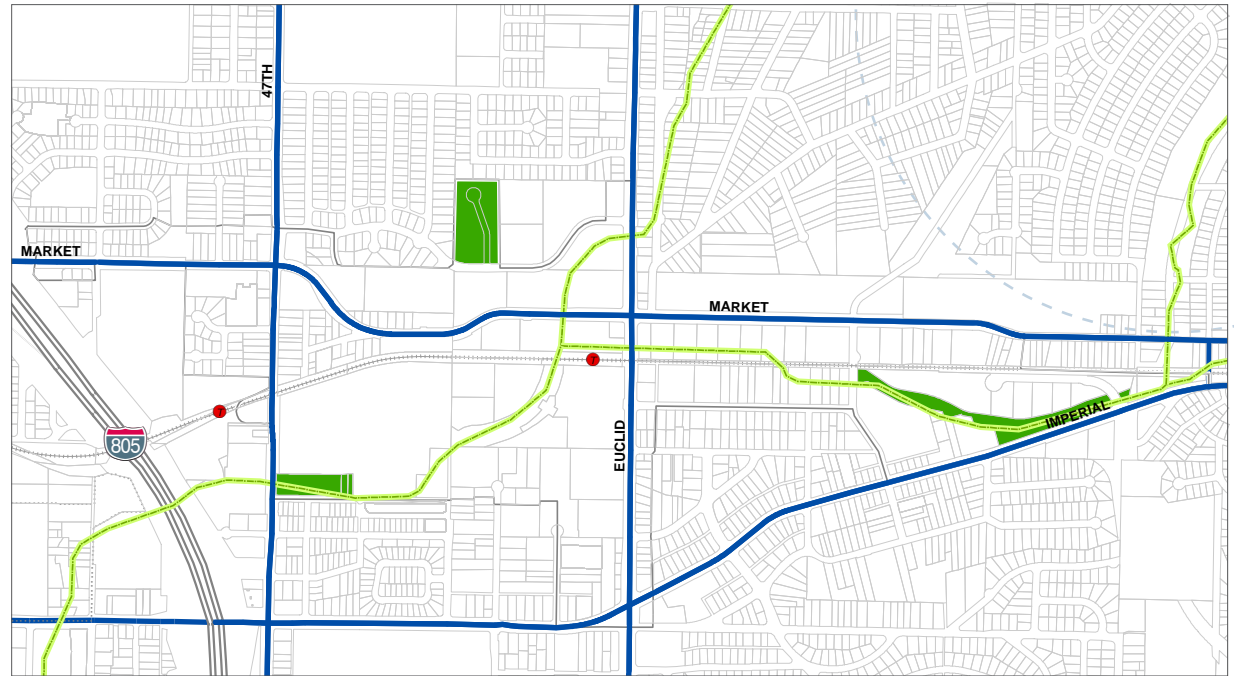 47TH
MARKET
MARKET
T
T
IMPERIAL
EUCLID
805